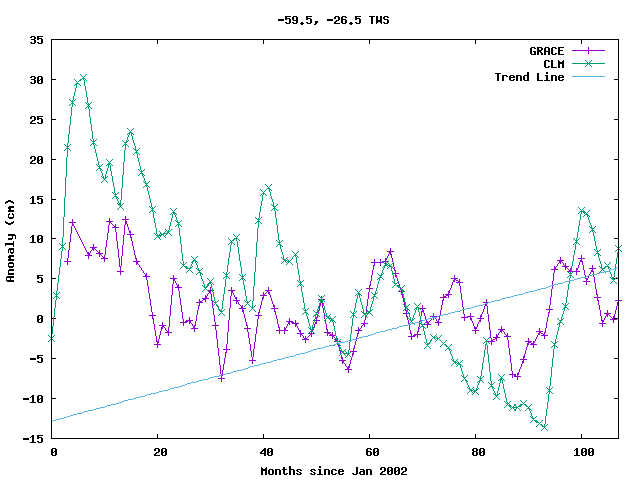 -59.5, -26.5 TWS
35
30
25
20
15
10
5
0
-5
-10
-15
Anomaly (cm)
GRACE
CLM
Trend Line
0 20 40 60 80 100
Months since Jan 2002